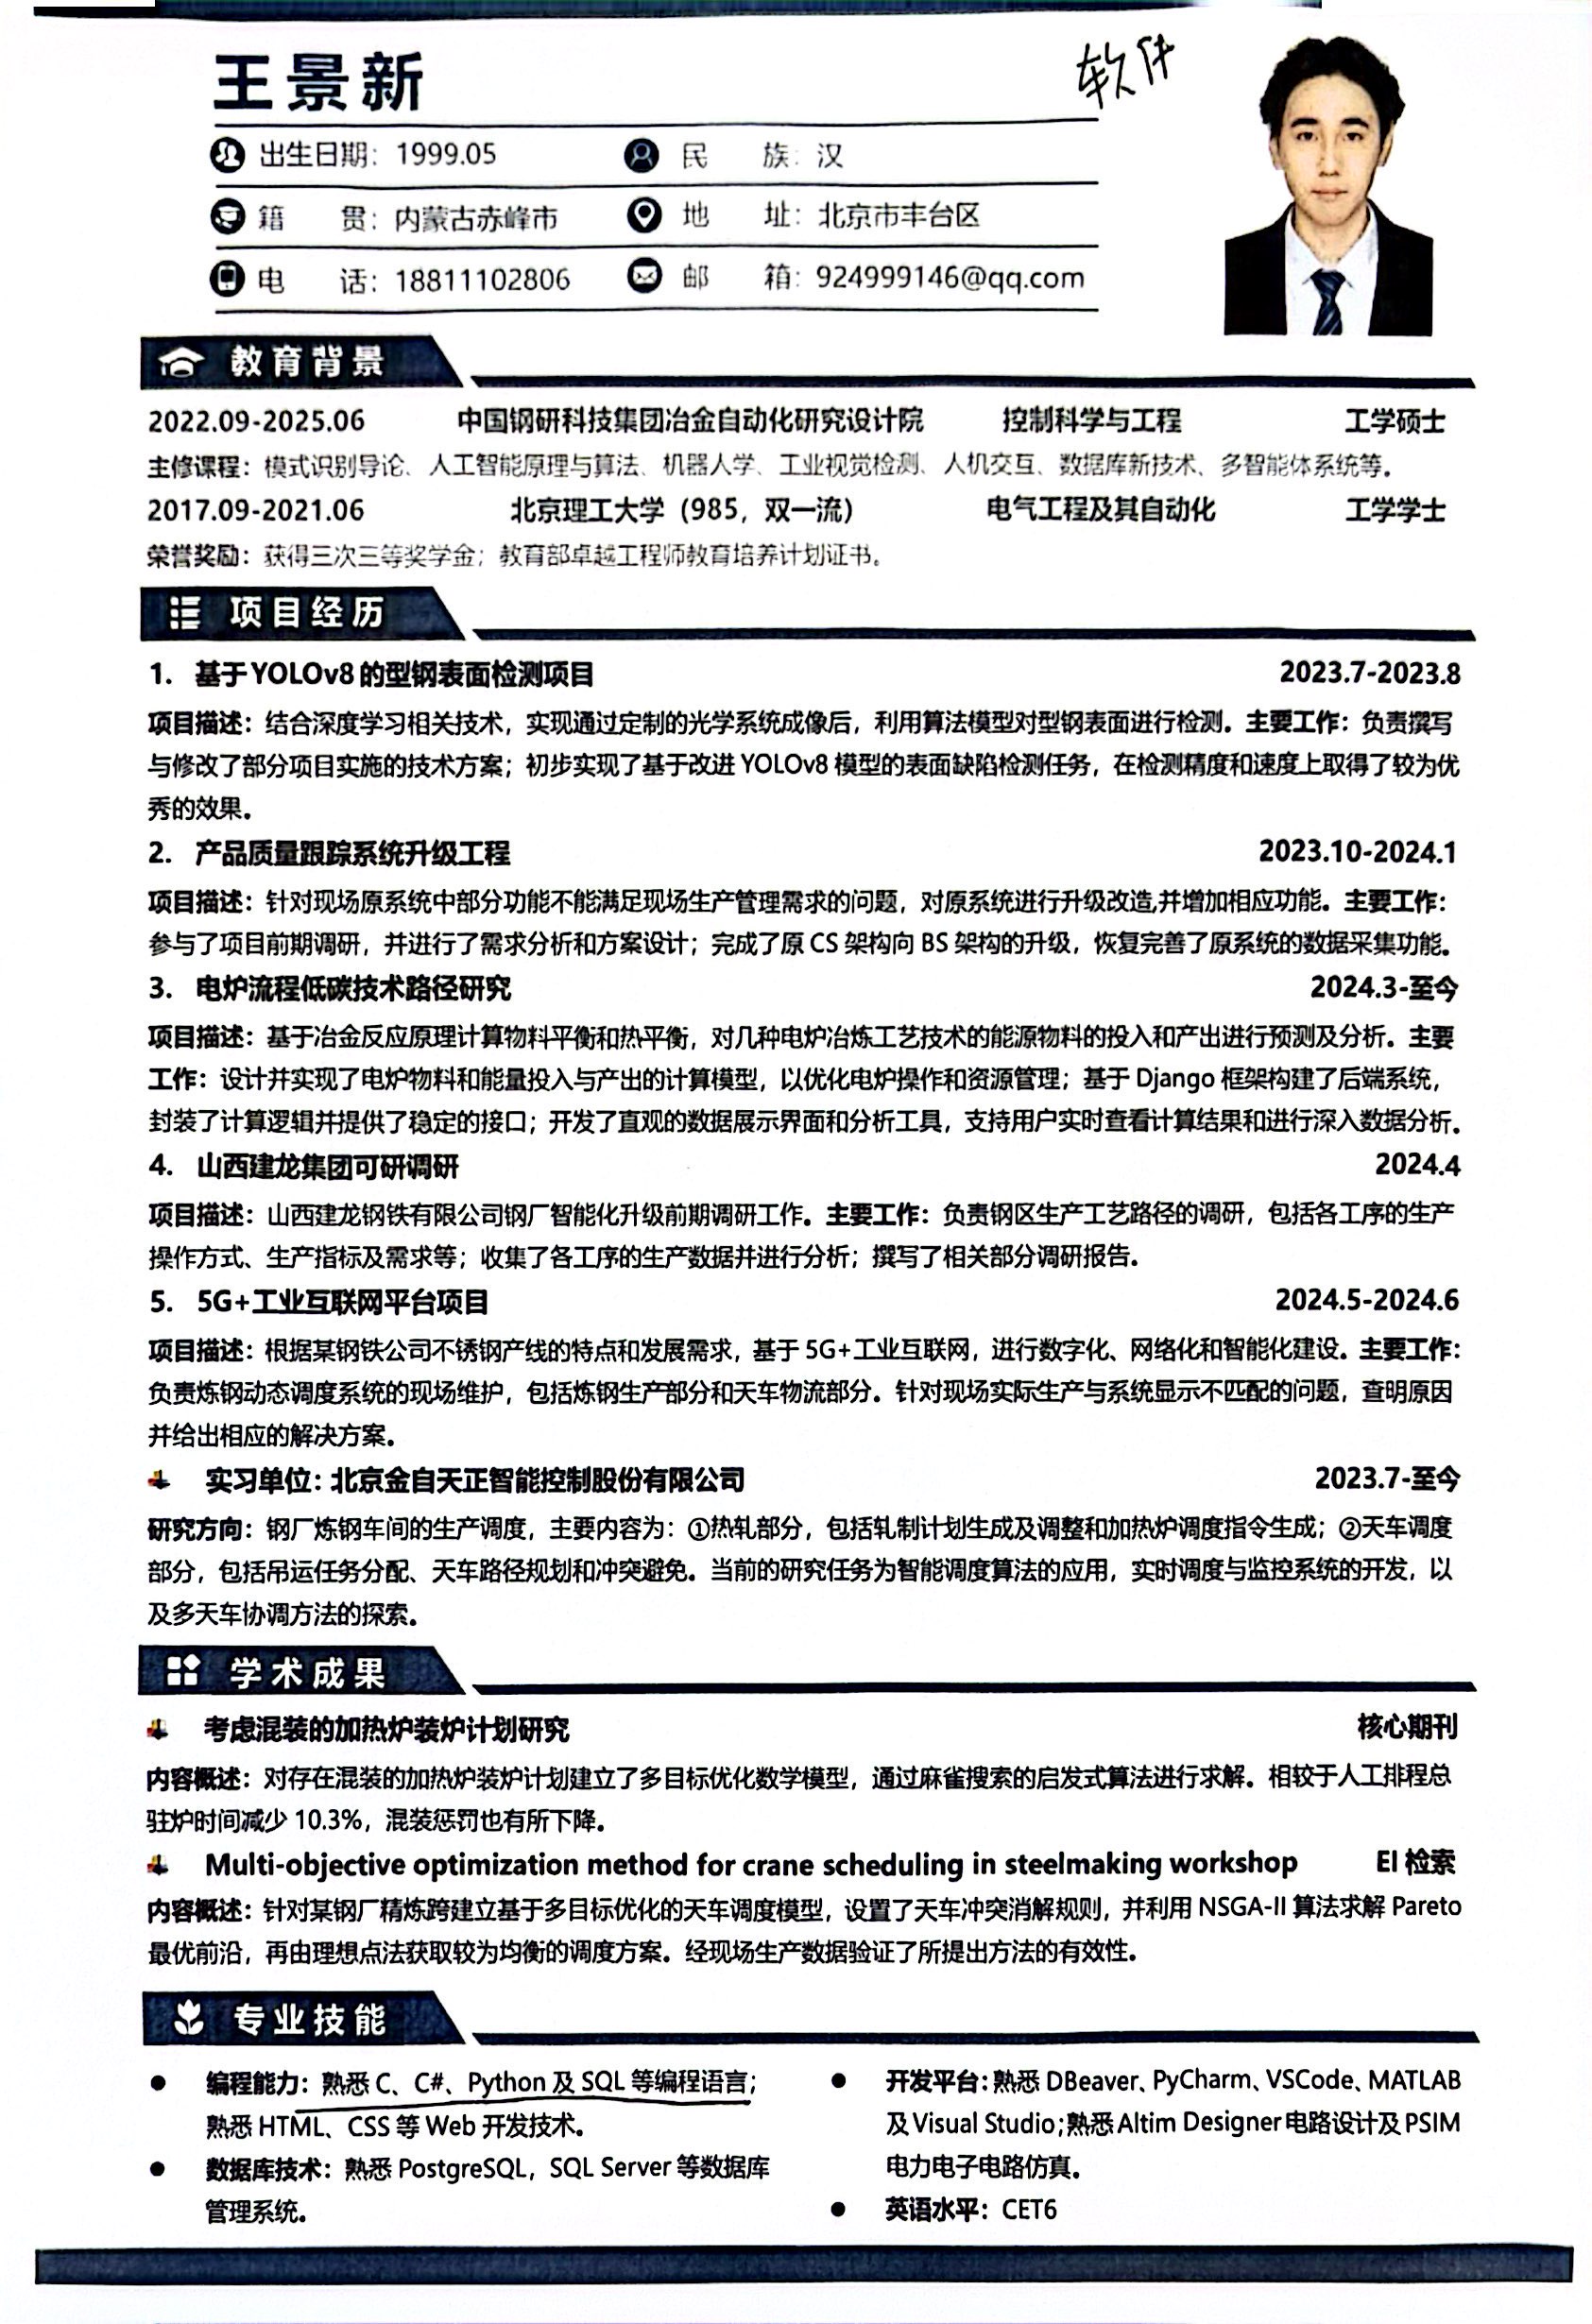 王景新
软件
出生日期：1999.05 民 族：汉
籍 贯：内蒙古赤峰市 地 址：北京市丰台区
电 话：18811102806 邮 箱：924999146@qq.com
教育背景
2022.09-2025.06 中国钢研科技集团冶金自动化研究设计院 控制科学与工程 工学硕士
主修课程：模式识别导论、人工智能原理与算法、机器人学、工业视觉检测、人机交互、数据库新技术、多智能体系统等。
2017.09-2021.06 北京理工大学（985，双一流） 电气工程及其自动化 工学学士
荣誉奖励：获得三次三等奖学金；教育部卓越工程师教育培养计划证书。
项目经历
1. 基于YOLOv8的型钢表面检测项目 2023.7-2023.8
项目描述：结合深度学习相关技术，实现通过定制的光学系统成像后，利用算法模型对型钢表面进行检测。主要工作：负责撰写
与修改了部分项目实施的技术方案；初步实现了基于改进 YOLOv8 模型的表面缺陷检测任务，在检测精度和速度上取得了较为优
秀的效果。
2. 产品质量跟踪系统升级工程 2023.10-2024.1
项目描述：针对现场原系统中部分功能不能满足现场生产管理需求的问题，对原系统进行升级改造,并增加相应功能。主要工作：
参与了项目前期调研，并进行了需求分析和方案设计；完成了原 CS 架构向 BS 架构的升级，恢复完善了原系统的数据采集功能。
3. 电炉流程低碳技术路径研究 2024.3-至今
项目描述：基于冶金反应原理计算物料平衡和热平衡，对几种电炉冶炼工艺技术的能源物料的投入和产出进行预测及分析。主要
工作：设计并实现了电炉物料和能量投入与产出的计算模型，以优化电炉操作和资源管理；基于 Django 框架构建了后端系统，
封装了计算逻辑并提供了稳定的接口；开发了直观的数据展示界面和分析工具，支持用户实时查看计算结果和进行深入数据分析。
4. 山西建龙集团可研调研 2024.4
项目描述：山西建龙钢铁有限公司钢厂智能化升级前期调研工作。主要工作：负责钢区生产工艺路径的调研，包括各工序的生产
操作方式、生产指标及需求等；收集了各工序的生产数据并进行分析；撰写了相关部分调研报告。
5. 5G+工业互联网平台项目 2024.5-2024.6
项目描述：根据某钢铁公司不锈钢产线的特点和发展需求，基于 5G+工业互联网，进行数字化、网络化和智能化建设。主要工作：
负责炼钢动态调度系统的现场维护，包括炼钢生产部分和天车物流部分。针对现场实际生产与系统显示不匹配的问题，查明原因
并给出相应的解决方案。
实习单位：北京金自天正智能控制股份有限公司 2023.7-至今
研究方向：钢厂炼钢车间的生产调度，主要内容为：①热轧部分，包括轧制计划生成及调整和加热炉调度指令生成；②天车调度
部分，包括吊运任务分配、天车路径规划和冲突避免。当前的研究任务为智能调度算法的应用，实时调度与监控系统的开发，以
及多天车协调方法的探索。
学术成果
考虑混装的加热炉装炉计划研究 核心期刊
内容概述：对存在混装的加热炉装炉计划建立了多目标优化数学模型，通过麻雀搜索的启发式算法进行求解。相较于人工排程总
驻炉时间减少 10.3%，混装惩罚也有所下降。
Multi-objective optimization method for crane scheduling in steelmaking workshop EI 检索
内容概述：针对某钢厂精炼跨建立基于多目标优化的天车调度模型，设置了天车冲突消解规则，并利用 NSGA-II 算法求解 Pareto
最优前沿，再由理想点法获取较为均衡的调度方案。经现场生产数据验证了所提出方法的有效性。
专业技能
编程能力：熟悉 C、C#、Python 及 SQL 等编程语言；
熟悉 HTML、CSS 等 Web 开发技术。
数据库技术：熟悉 PostgreSQL，SQL Server 等数据库
管理系统。
开发平台：熟悉 DBeaver、PyCharm、VSCode、MATLAB
及 Visual Studio；熟悉 Altim Designer 电路设计及 PSIM
电力电子电路仿真。
英语水平：CET6